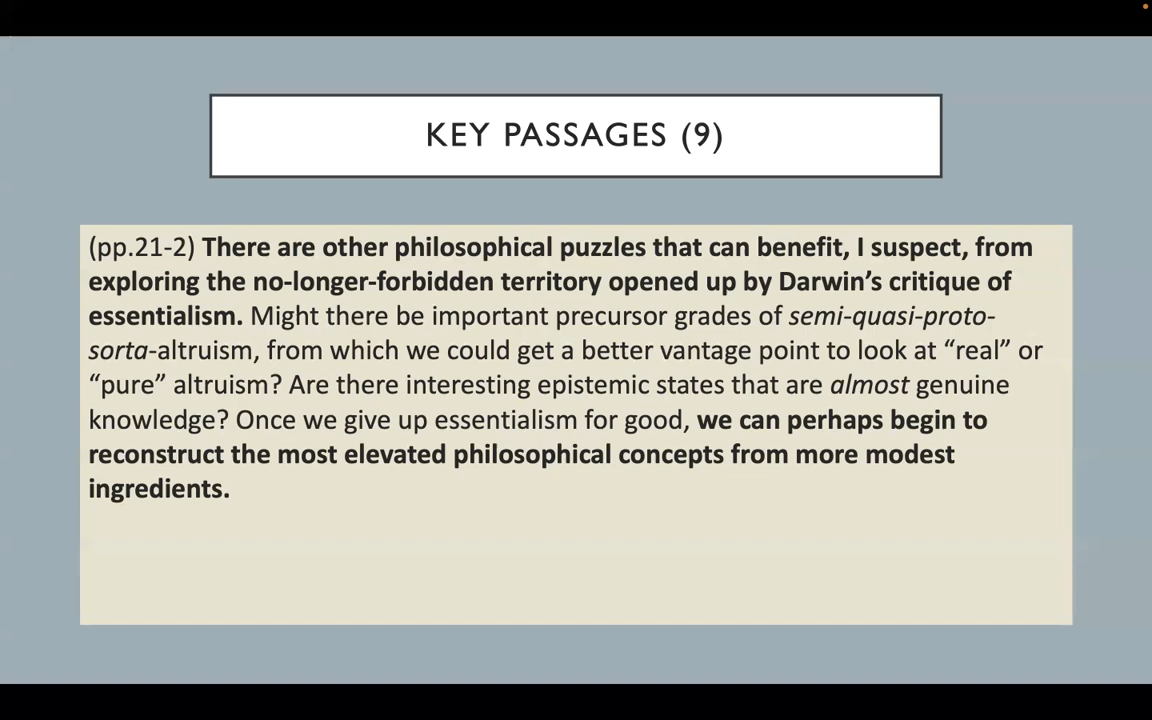 KEY PASSAGES (9)
(pp.21-2) There are other philosophical puzzles that can benefit, I suspect, from
exploring the no-longer-forbidden territory opened up by Darwin’s critique of
essentialism. Might there be important precursor grades of semi-quasi-proto-
sorta-altruism, from which we could get a better vantage point to look at “real” or
“pure” altruism? Are there interesting epistemic states that are almost genuine
knowledge? Once we give up essentialism for good, we can perhaps begin to
reconstruct the most elevated philosophical concepts from more modest
ingredients.